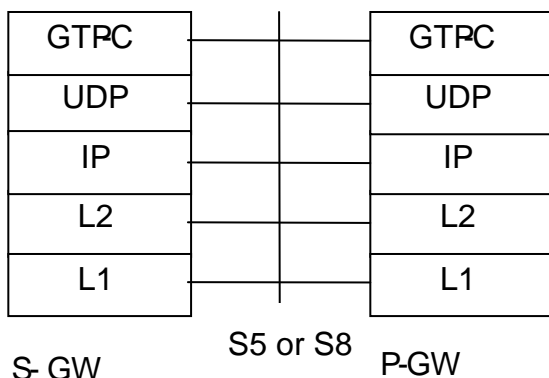 GTP-C GTP-C
UDP UDP
IP IP
L2 L2
L1 L1
S5 or S8
S- GW P-GW